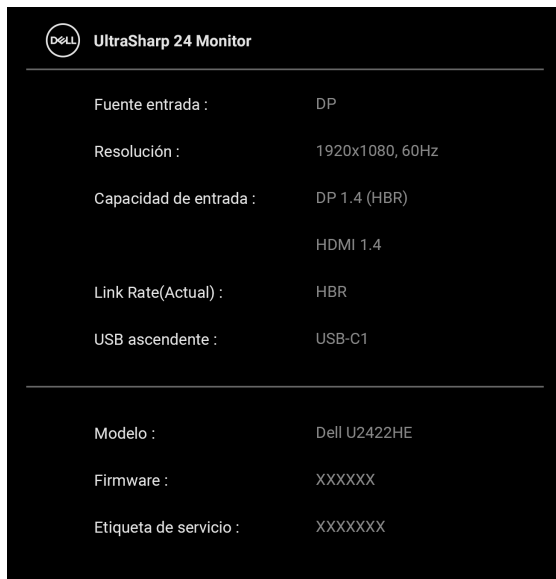 DELL UltraSharp 24 Monitor
Fuente entrada : DP
Resolución : 1920x1080, 60Hz
Capacidad de entrada : DP 1.4 (HBR)
HDMI 1.4
Link Rate(Actual) : HBR
USB ascendente : USB-C1
Modelo : Dell U2422HE
Firmware : XXXXXX
Etiqueta de servicio : XXXXXXX